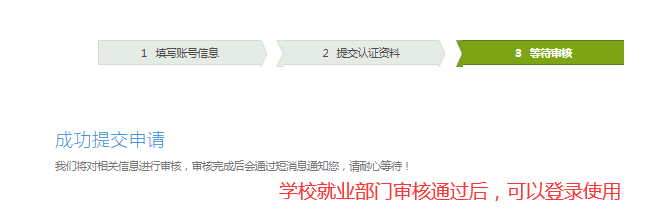 1 填写账号信息 2 提交认证资料 3 等待审核
成功提交申请
我们将对相关信息进行审核，审核完成后会通过短消息通知您，请耐心等待！
学校就业部门审核通过后，可以登录使用